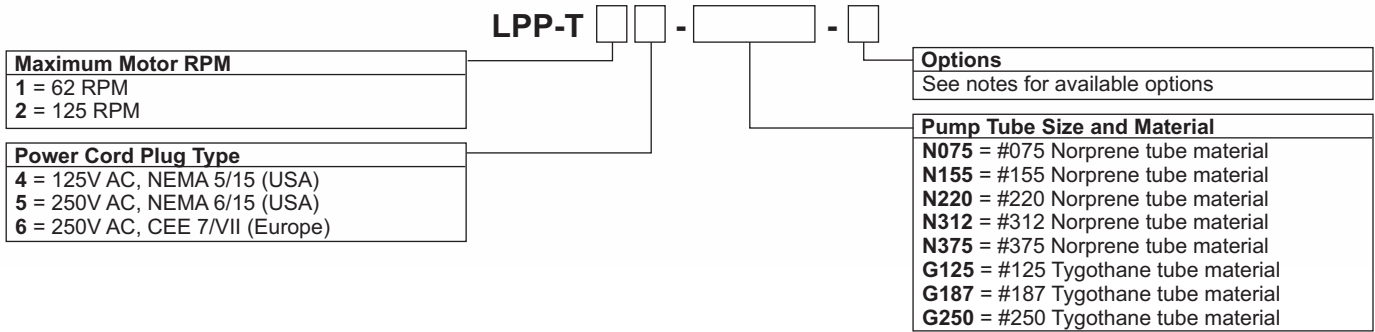 LPP-T - -
Maximum Motor RPM
1 = 62 RPM
2 = 125 RPM
Power Cord Plug Type
4 = 125V AC, NEMA 5/15 (USA)
5 = 250V AC, NEMA 6/15 (USA)
6 = 250V AC, CEE 7/VII (Europe)
Options
See notes for available options
Pump Tube Size and Material
N075 = #075 Norprene tube material
N155 = #155 Norprene tube material
N220 = #220 Norprene tube material
N312 = #312 Norprene tube material
N375 = #375 Norprene tube material
G125 = #125 Tygothane tube material
G187 = #187 Tygothane tube material
G250 = #250 Tygothane tube material